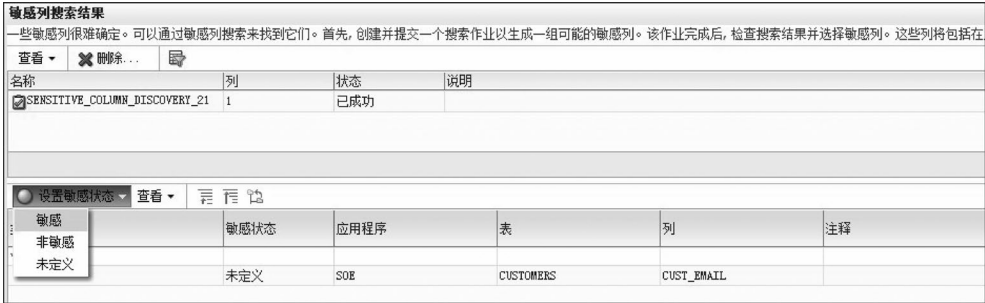 敏感列搜索结果
一些敏感列很难确定。可以通过敏感列搜索来找到它们。首先, 创建并提交一个搜索作业以生成一组可能的敏感列。该作业完成后, 检查搜索结果并选择敏感列。这些列将包括在
查看 删除...
名称 列 状态 说明
SENSITIVE_COLUMN_DISCOVERY_21 1 已成功
设置敏感状态 查看
敏感
非敏感
未定义
敏感状态 应用程序 表 列 注释
未定义 SOE CUSTOMERS CUST_EMAIL